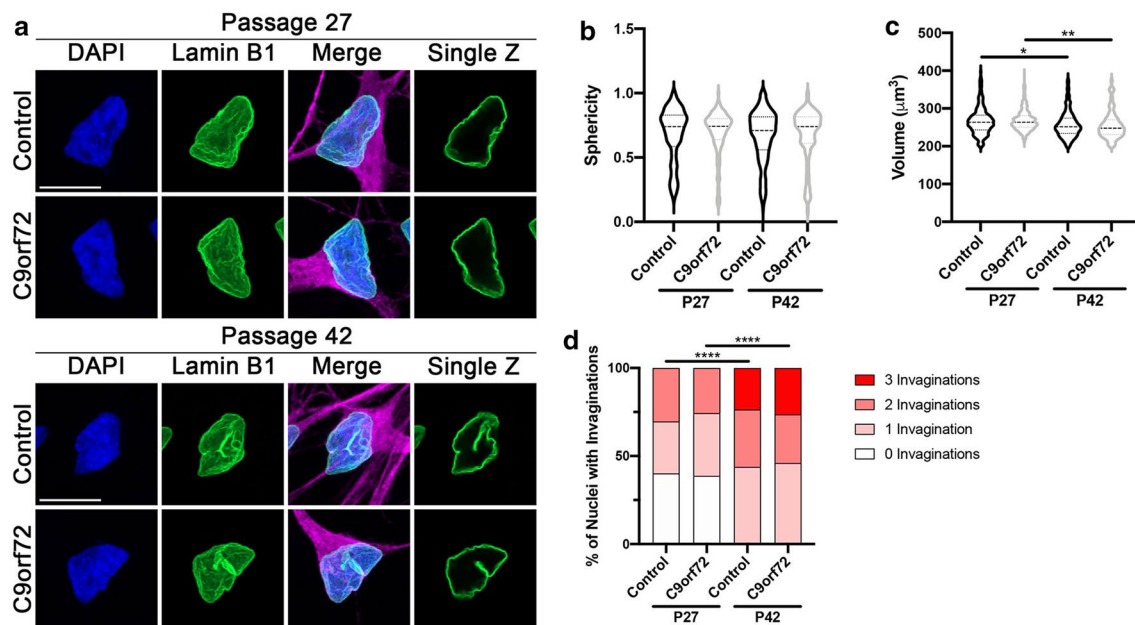 a
Passage 27
DAPI Lamin B1 Merge Single Z
Control
C9orf72
Passage 42
DAPI Lamin B1 Merge Single Z
Control
C9orf72
b
Sphericity
1.5
1.0
0.5
0.0
Control C9orf72 Control C9orf72
P27 P42
c
Volume (μm³)
500
400
300
200
100
0
* **
Control C9orf72 Control C9orf72
P27 P42
d
% of Nuclei with Invaginations
100
50
0
**** ****
Control C9orf72 Control C9orf72
P27 P42
3 Invaginations
2 Invaginations
1 Invagination
0 Invaginations